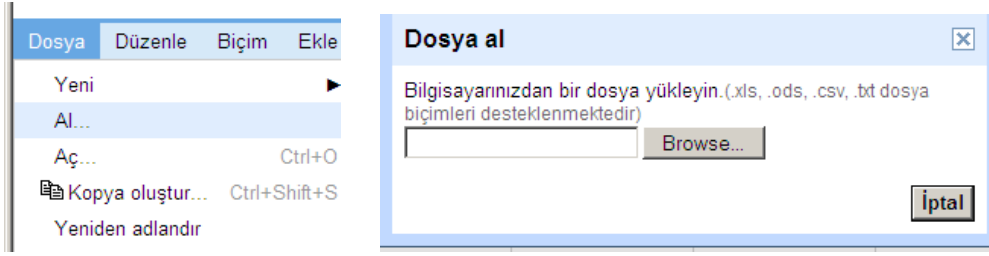 Dosya Düzenle Biçim Ekle
Yeni
Al...
Aç... Ctrl+O
Kopya oluştur... Ctrl+Shift+S
Yeniden adlandır
Dosya al
Bilgisayarınızdan bir dosya yükleyin.(.xls, .ods, .csv, .txt dosya
biçimleri desteklenmektedir)
Browse...
İptal